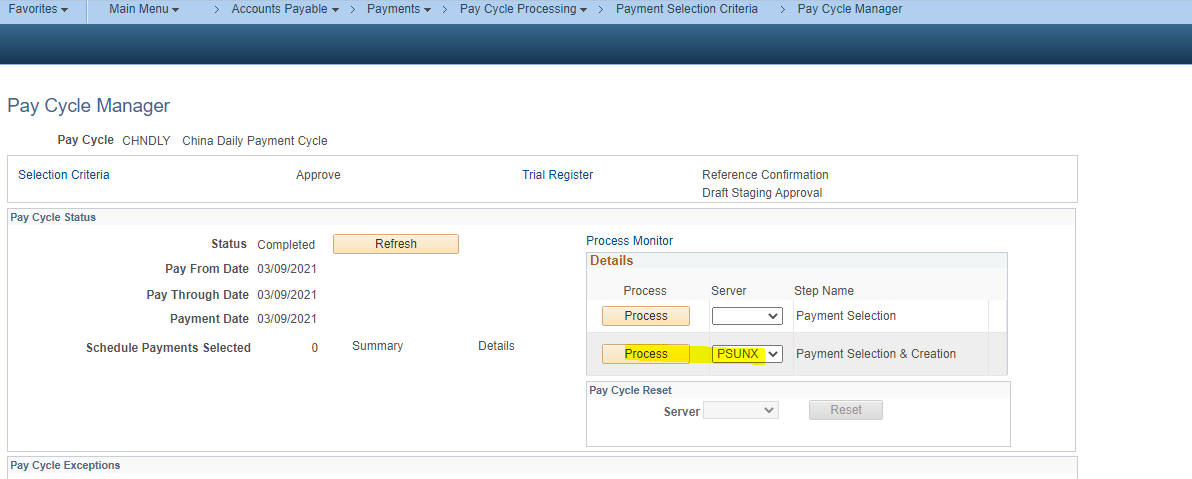 Favorites Main Menu > Accounts Payable > Payments > Pay Cycle Processing > Payment Selection Criteria > Pay Cycle Manager
Pay Cycle Manager
Pay Cycle CHNDLY China Daily Payment Cycle
Selection Criteria Approve Trial Register Reference Confirmation
Draft Staging Approval
Pay Cycle Status
Status Completed Refresh
Pay From Date 03/09/2021
Pay Through Date 03/09/2021
Payment Date 03/09/2021
Schedule Payments Selected 0 Summary Details
Process Monitor
Details
Process Server Step Name
Process Payment Selection
Process PSUNX Payment Selection & Creation
Pay Cycle Reset
Server Reset
Pay Cycle Exceptions